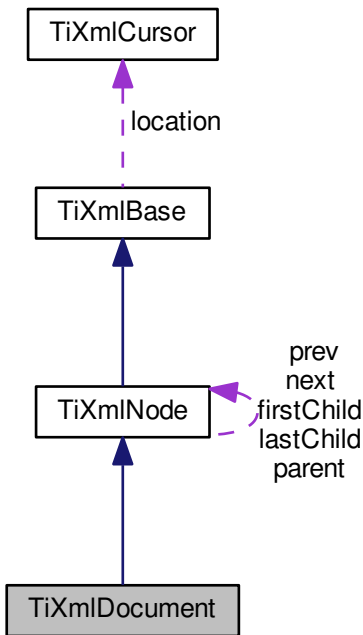 TiXmlCursor
location
TiXmlBase
prev
next
TiXmlNode
firstChild
lastChild
parent
TiXmlDocument